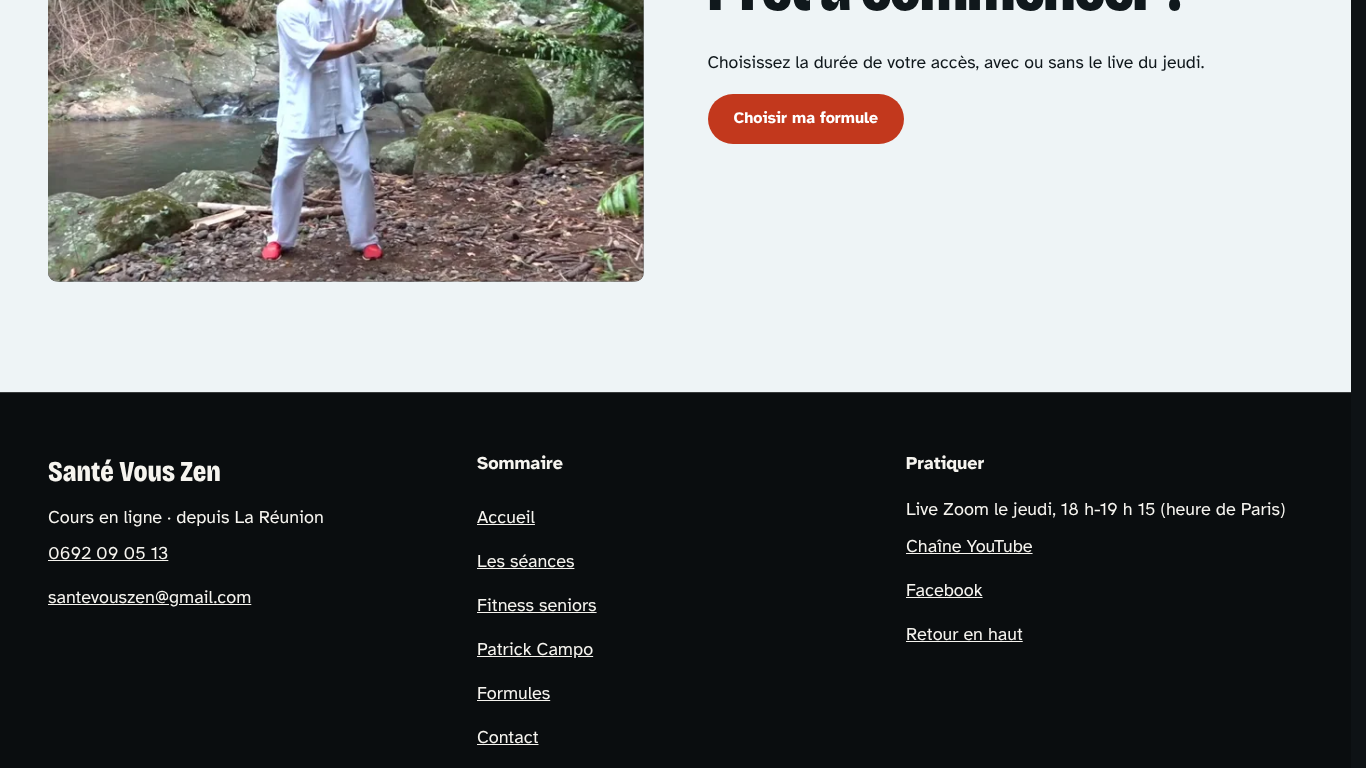 Prêt à commencer ?
Choisissez la durée de votre accès, avec ou sans le live du jeudi.
Choisir ma formule
Santé Vous Zen
Cours en ligne · depuis La Réunion
0692 09 05 13
santevouszen@gmail.com
Sommaire
Accueil
Les séances
Fitness seniors
Patrick Campo
Formules
Contact
Pratiquer
Live Zoom le jeudi, 18 h-19 h 15 (heure de Paris)
Chaîne YouTube
Facebook
Retour en haut